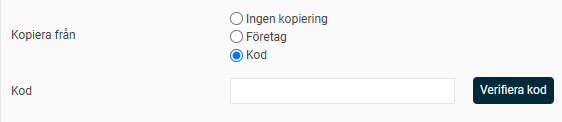 Kopiera från
Ingen kopiering
Företag
Kod
Kod
Verifiera kod